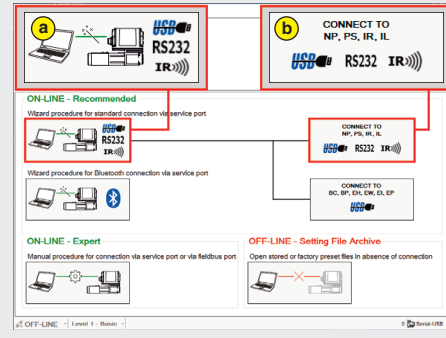 a
USB
RS232
IR
b
CONNECT TO
NP, PS, IR, IL
USB RS232 IR
ON-LINE - Recommended
Wizard procedure for standard connection via service port
USB
RS232
IR
CONNECT TO
NP, PS, IR, IL
USB RS232 IR
Wizard procedure for Bluetooth connection via service port
CONNECT TO
BC, BP, EH, EW, EI, EP
USB
ON-LINE - Expert
Manual procedure for connection via service port or via fieldbus port
OFF-LINE - Setting File Archive
Open stored or factory preset files in absence of connection
OFF-LINE - Level 1 - Basic -
0 Serial-USB